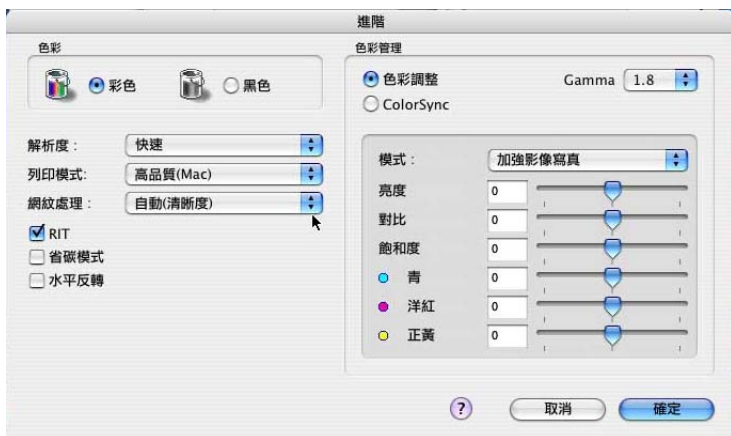 進階
色彩
彩色
黑色
解析度：
快速
列印模式:
高品質(Mac)
網紋處理：
自動(清晰度)
RIT
省碳模式
水平反轉
色彩管理
色彩調整
Gamma
1.8
ColorSync
模式：
加強影像寫真
亮度
0
對比
0
飽和度
0
青
0
洋紅
0
正黃
0
?
取消
確定